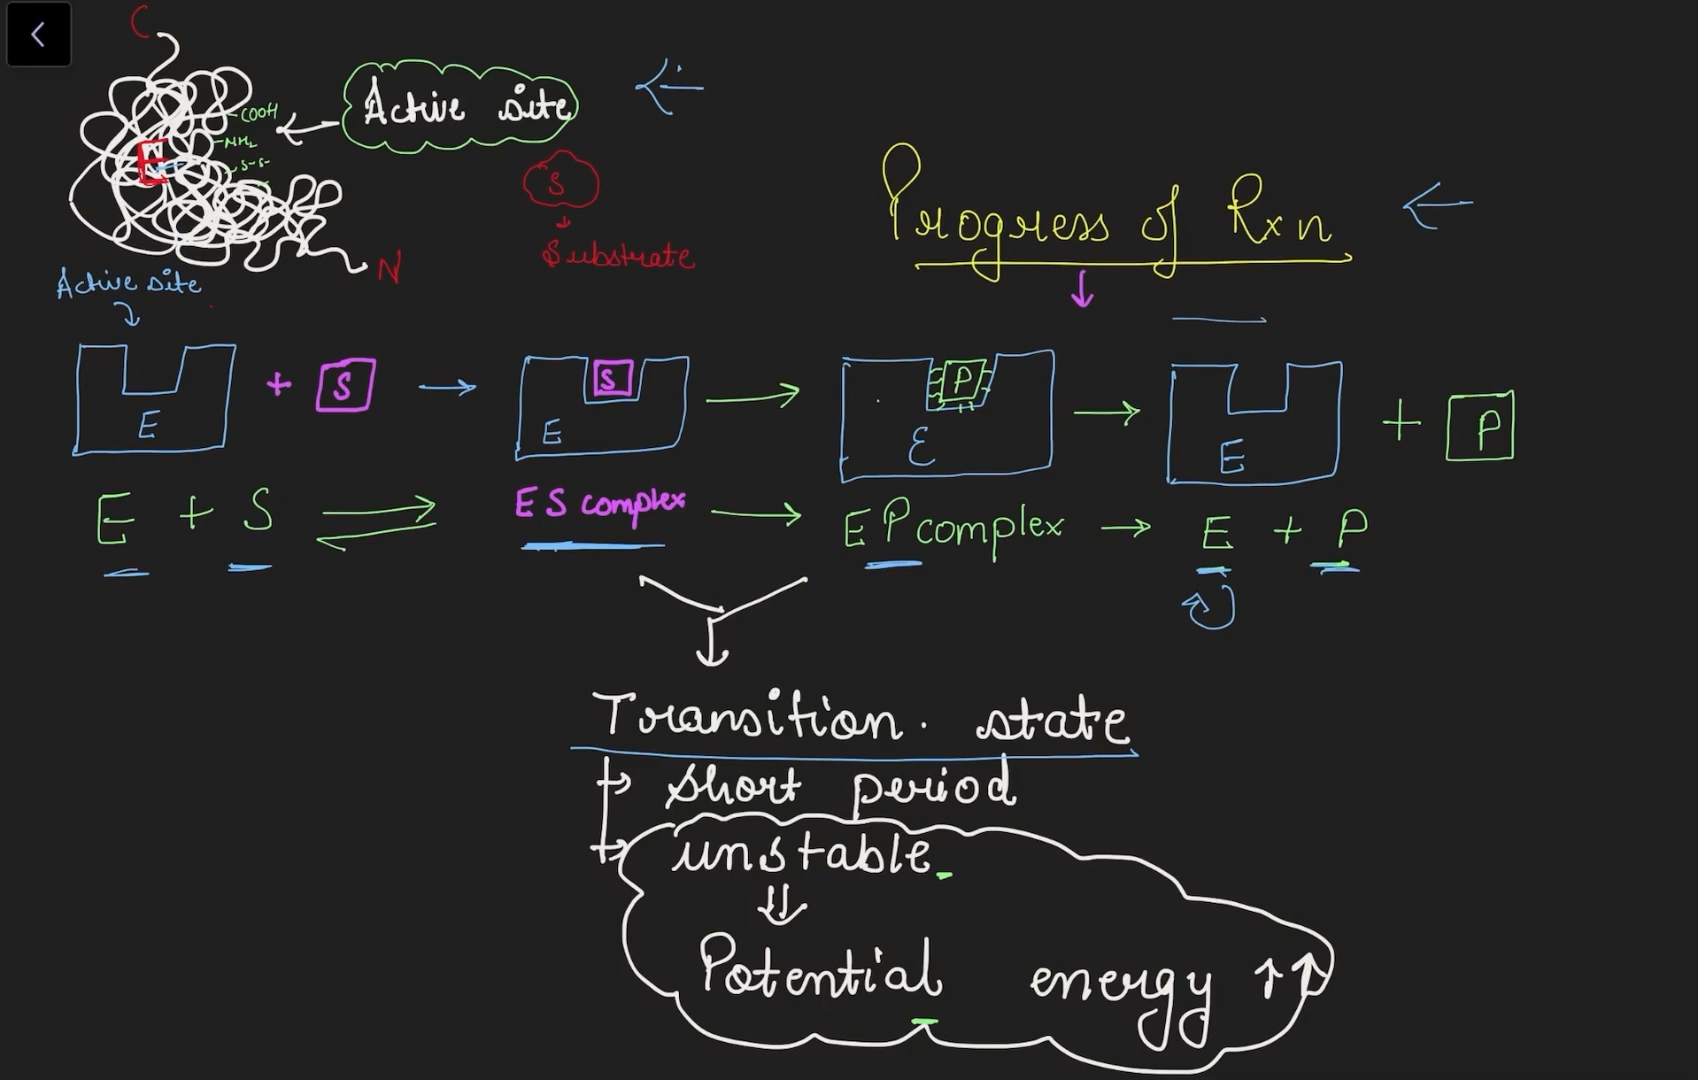 C
COOH
NH2
S-S-
E
N
Active site
S
Substrate
Progress of Rxn
Active site
E + S → E S → E P → E + P
E + S ⇌ ES complex → EP complex → E + P
Transition state
short period
unstable
⇓
Potential energy ↑↑